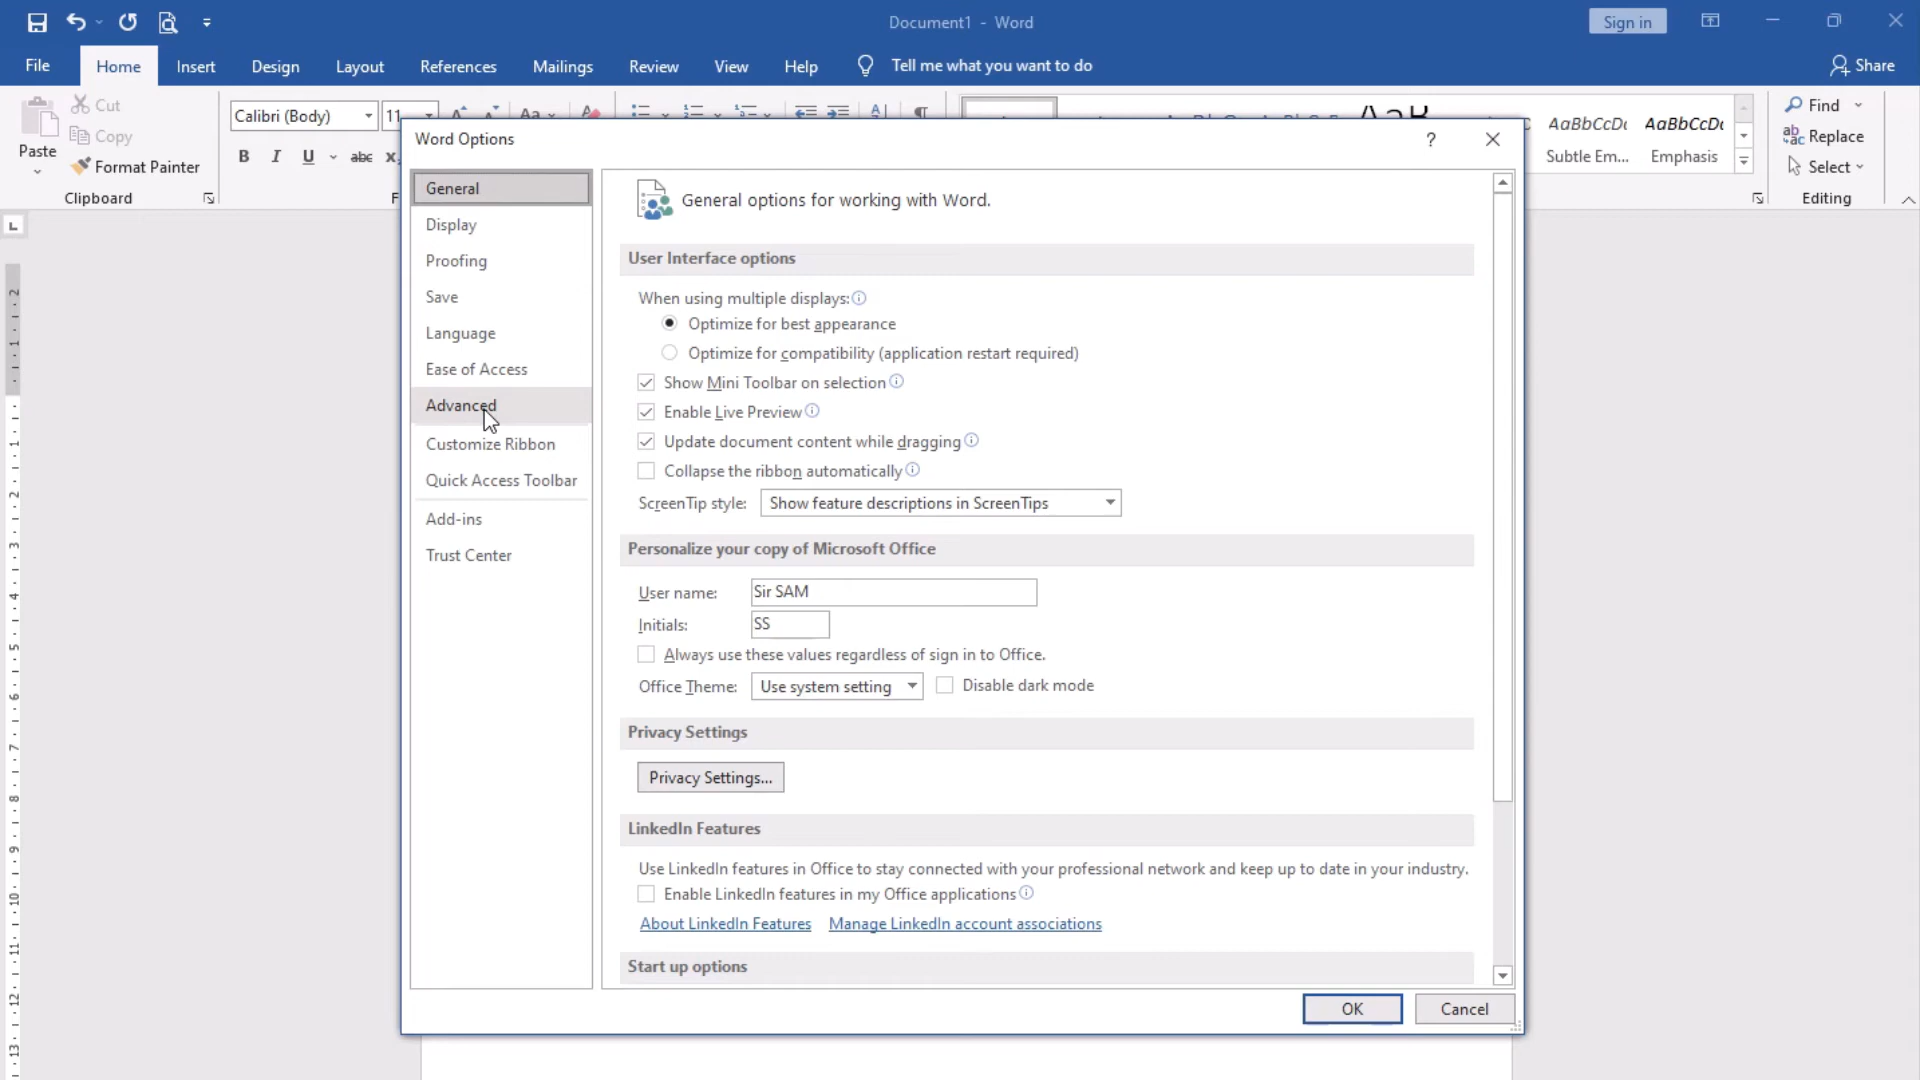 Document1 - Word
Sign in
File Home Insert Design Layout References Mailings Review View Help Tell me what you want to do Share
Paste
Cut
Copy
Format Painter
Clipboard
Calibri (Body) 11
B I U abc
AaBbCcDc AaBbCcDc
Subtle Em... Emphasis
Find
Replace
Select
Editing
Word Options
General
Display
Proofing
Save
Language
Ease of Access
Advanced
Customize Ribbon
Quick Access Toolbar
Add-ins
Trust Center
General options for working with Word.
User Interface options
When using multiple displays:
Optimize for best appearance
Optimize for compatibility (application restart required)
Show Mini Toolbar on selection
Enable Live Preview
Update document content while dragging
Collapse the ribbon automatically
ScreenTip style: Show feature descriptions in ScreenTips
Personalize your copy of Microsoft Office
User name: Sir SAM
Initials: SS
Always use these values regardless of sign in to Office.
Office Theme: Use system setting Disable dark mode
Privacy Settings
Privacy Settings...
LinkedIn Features
Use LinkedIn features in Office to stay connected with your professional network and keep up to date in your industry.
Enable LinkedIn features in my Office applications
About LinkedIn Features Manage LinkedIn account associations
Start up options
OK Cancel